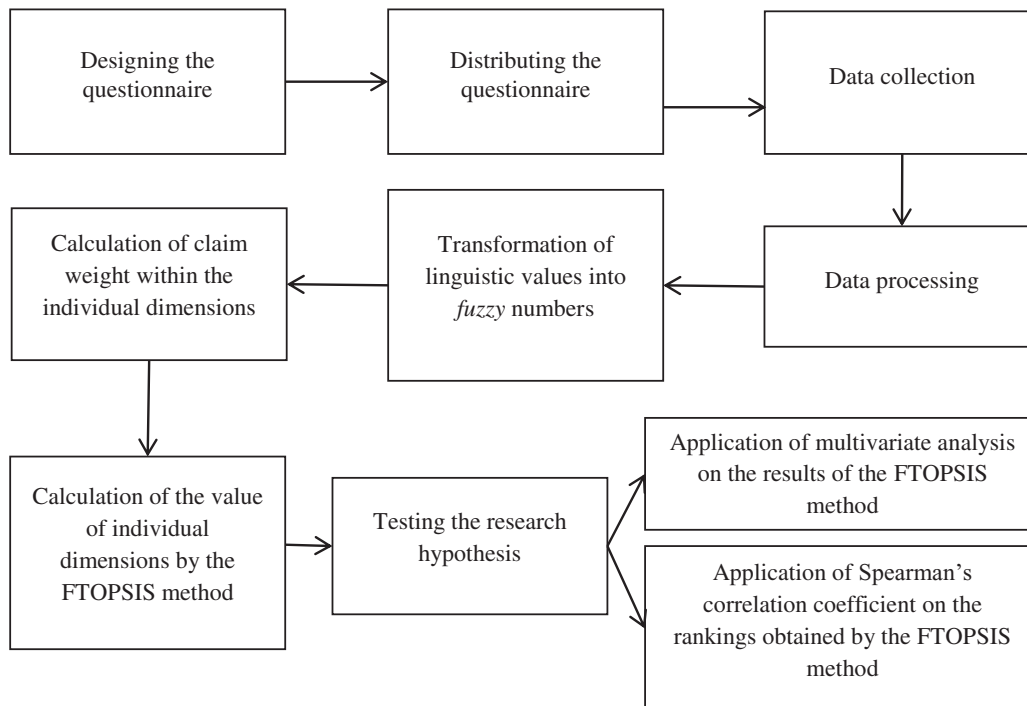 Designing the
questionnaire
Distributing the
questionnaire
Data collection
Data processing
Transformation of
linguistic values into
fuzzy numbers
Calculation of claim
weight within the
individual dimensions
Calculation of the value
of individual
dimensions by the
FTOPSIS method
Testing the research
hypothesis
Application of multivariate analysis
on the results of the FTOPSIS
method
Application of Spearman’s
correlation coefficient on the
rankings obtained by the FTOPSIS
method